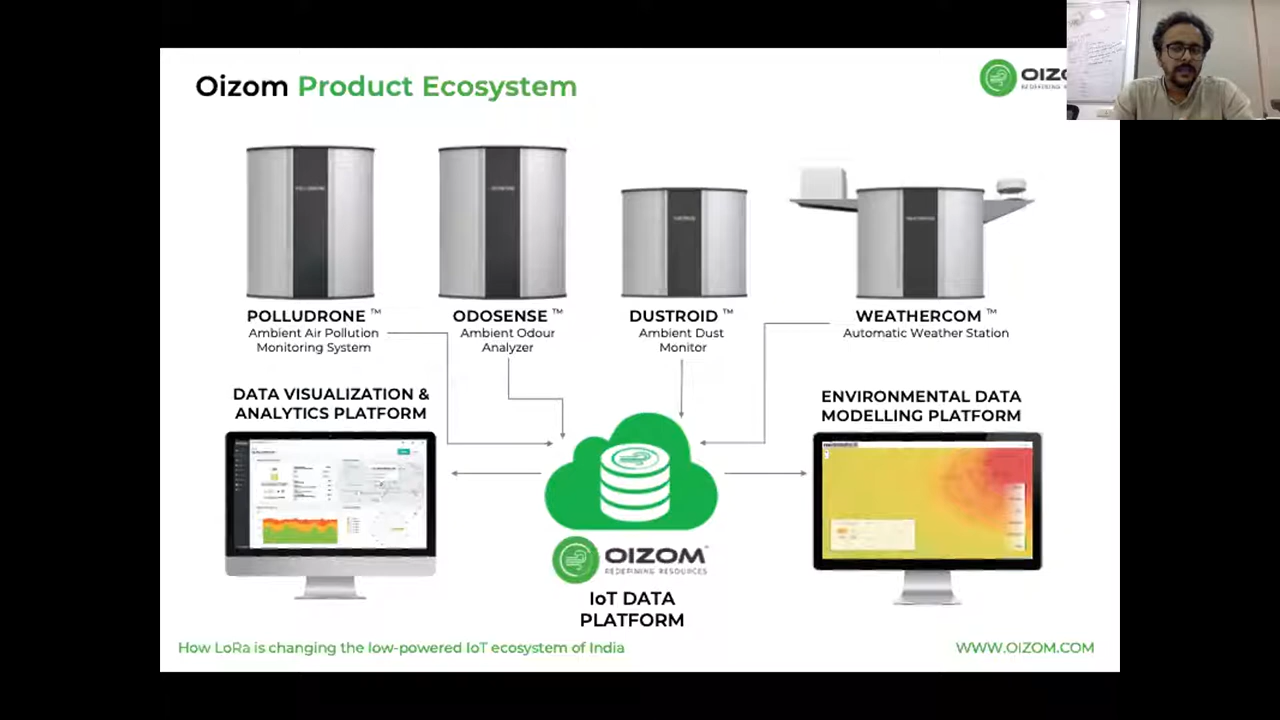 Oizom Product Ecosystem
OIZ
POLLUDRONE
POLLUDRONE ™
Ambient Air Pollution
Monitoring System
ODOSENSE ™
Ambient Odour
Analyzer
DUSTROID ™
Ambient Dust
Monitor
WEATHERCOM ™
Automatic Weather Station
DATA VISUALIZATION &
ANALYTICS PLATFORM
ENVIRONMENTAL DATA
MODELLING PLATFORM
OIZOM
REDEFINING RESOURCES
IoT DATA
PLATFORM
How LoRa is changing the low-powered IoT ecosystem of India
WWW.OIZOM.COM